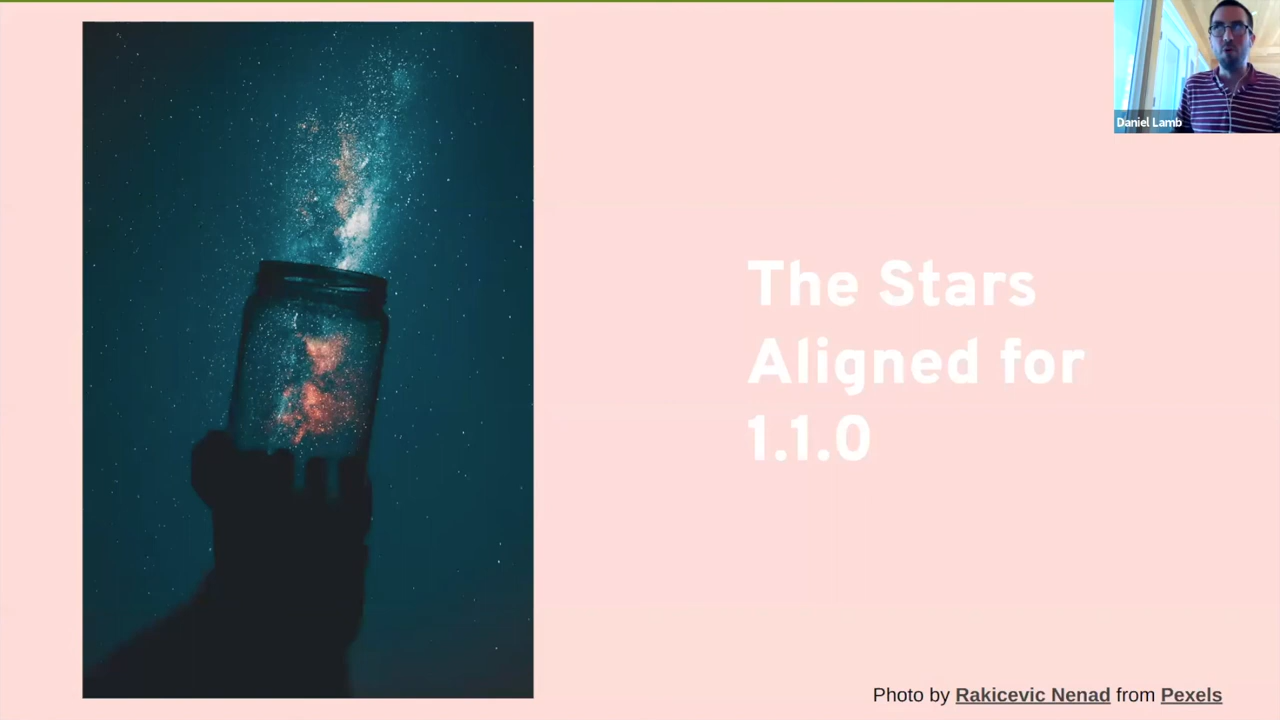 Daniel Lamb
The Stars
Aligned for
1.1.0
Photo by Rakicevic Nenad from Pexels